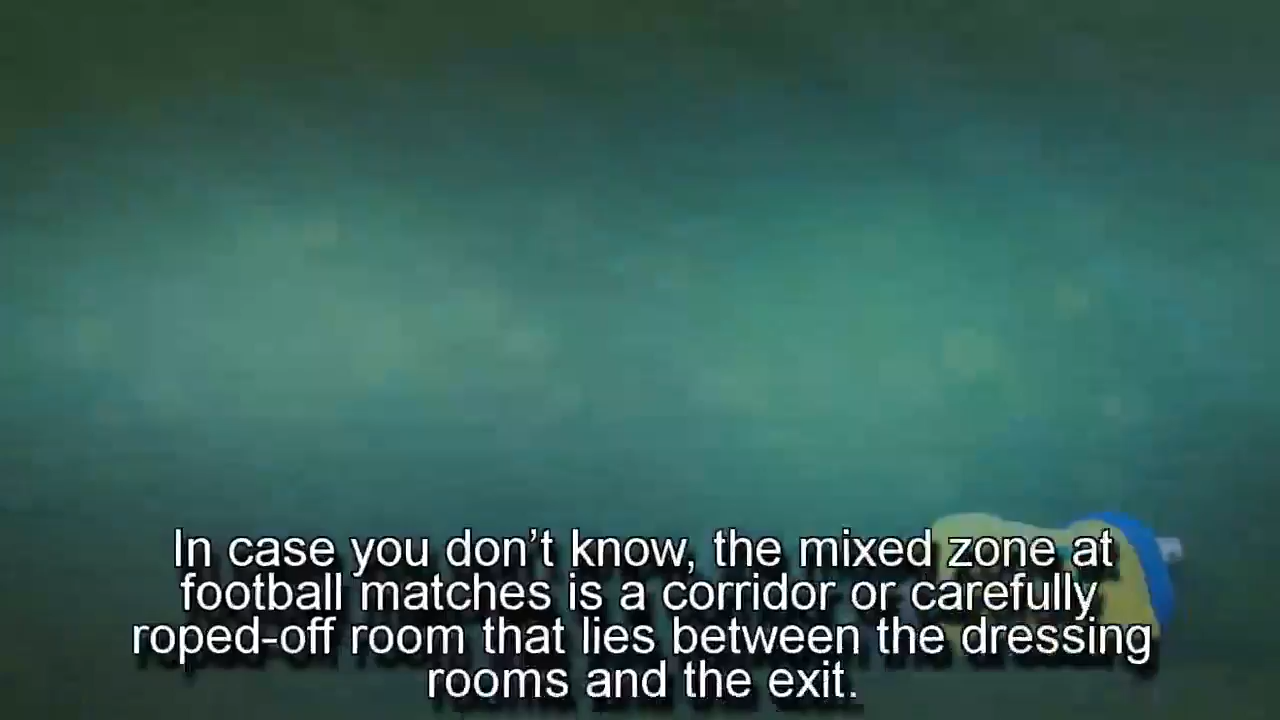 In case you don’t know, the mixed zone at
football matches is a corridor or carefully
roped-off room that lies between the dressing
rooms and the exit.